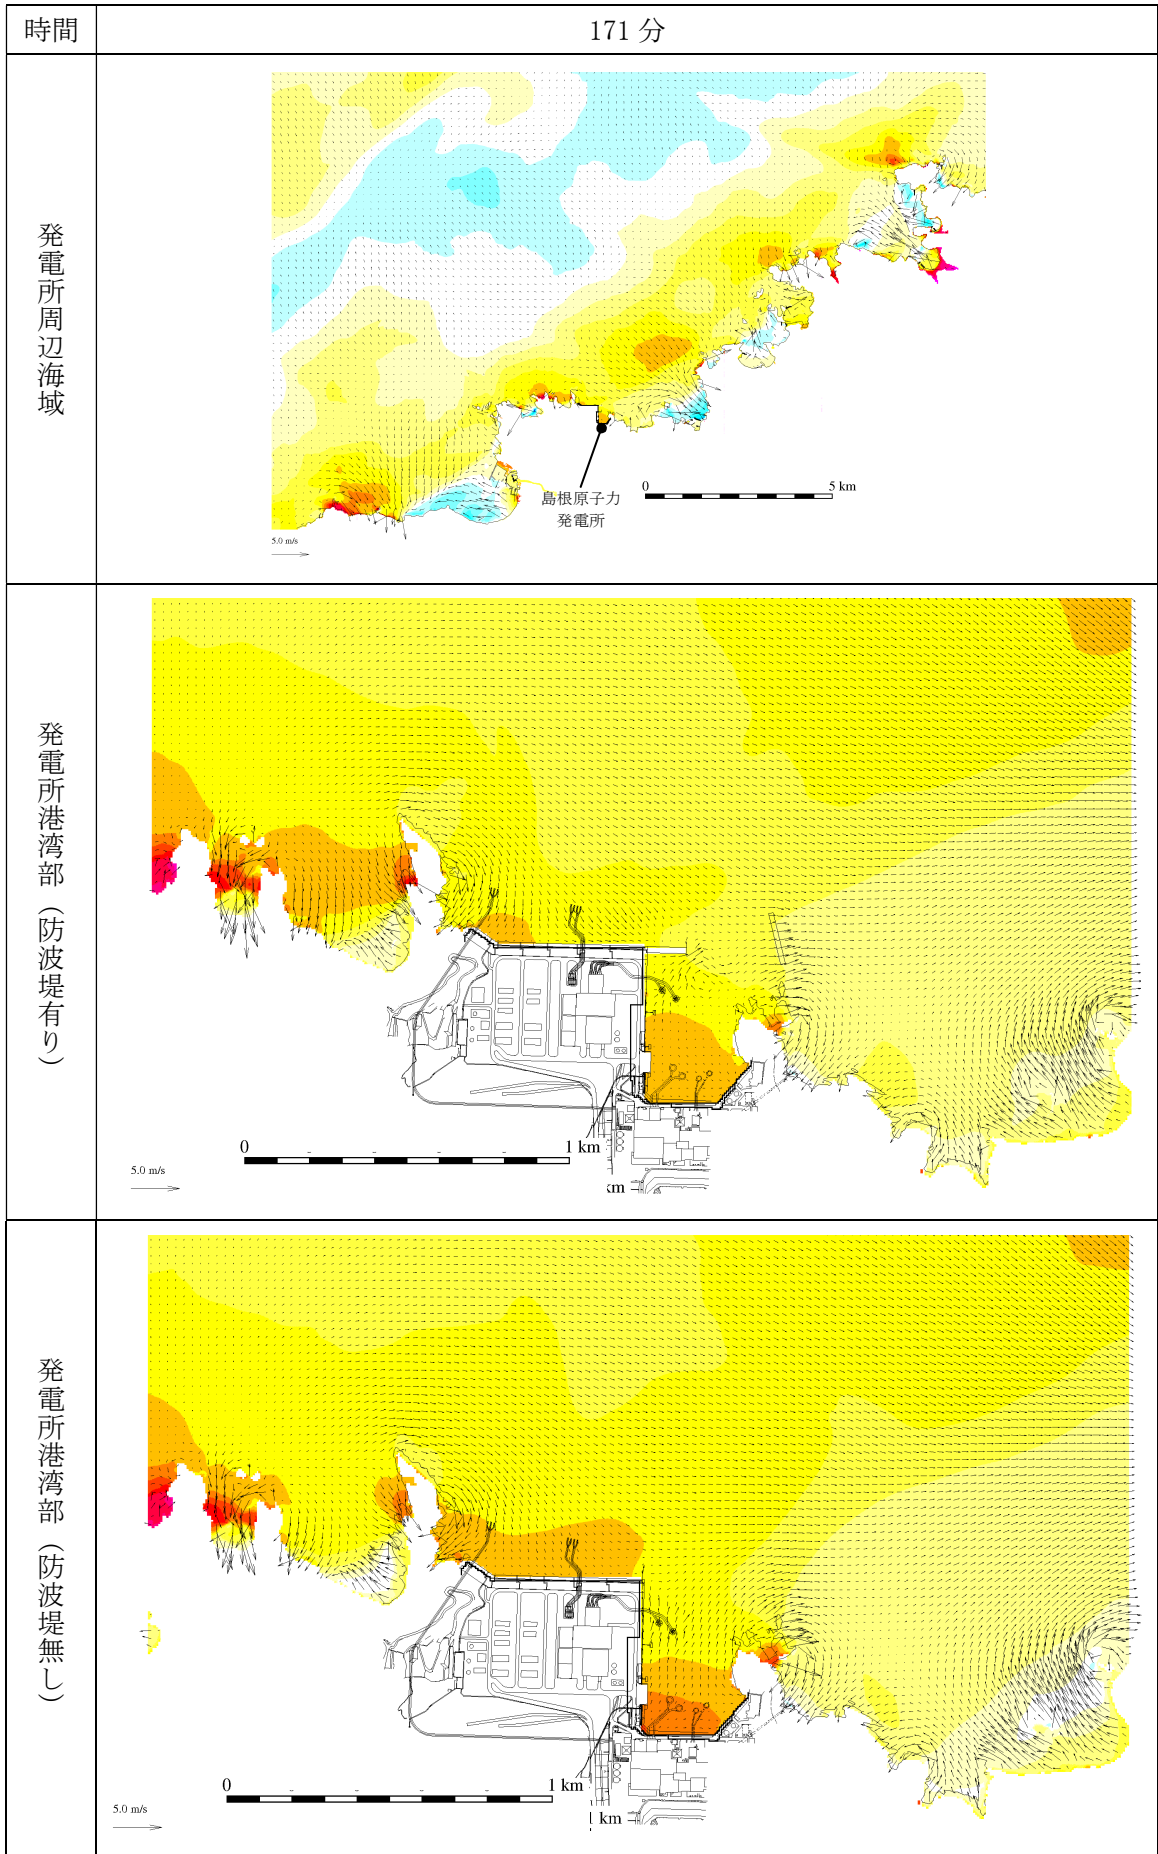 時間
171 分
発電所周辺海域
島根原子力
発電所
0
5 km
5.0 m/s
発電所港湾部（防波堤有り）
0
1 km
km
5.0 m/s
発電所港湾部（防波堤無し）
0
1 km
km
5.0 m/s